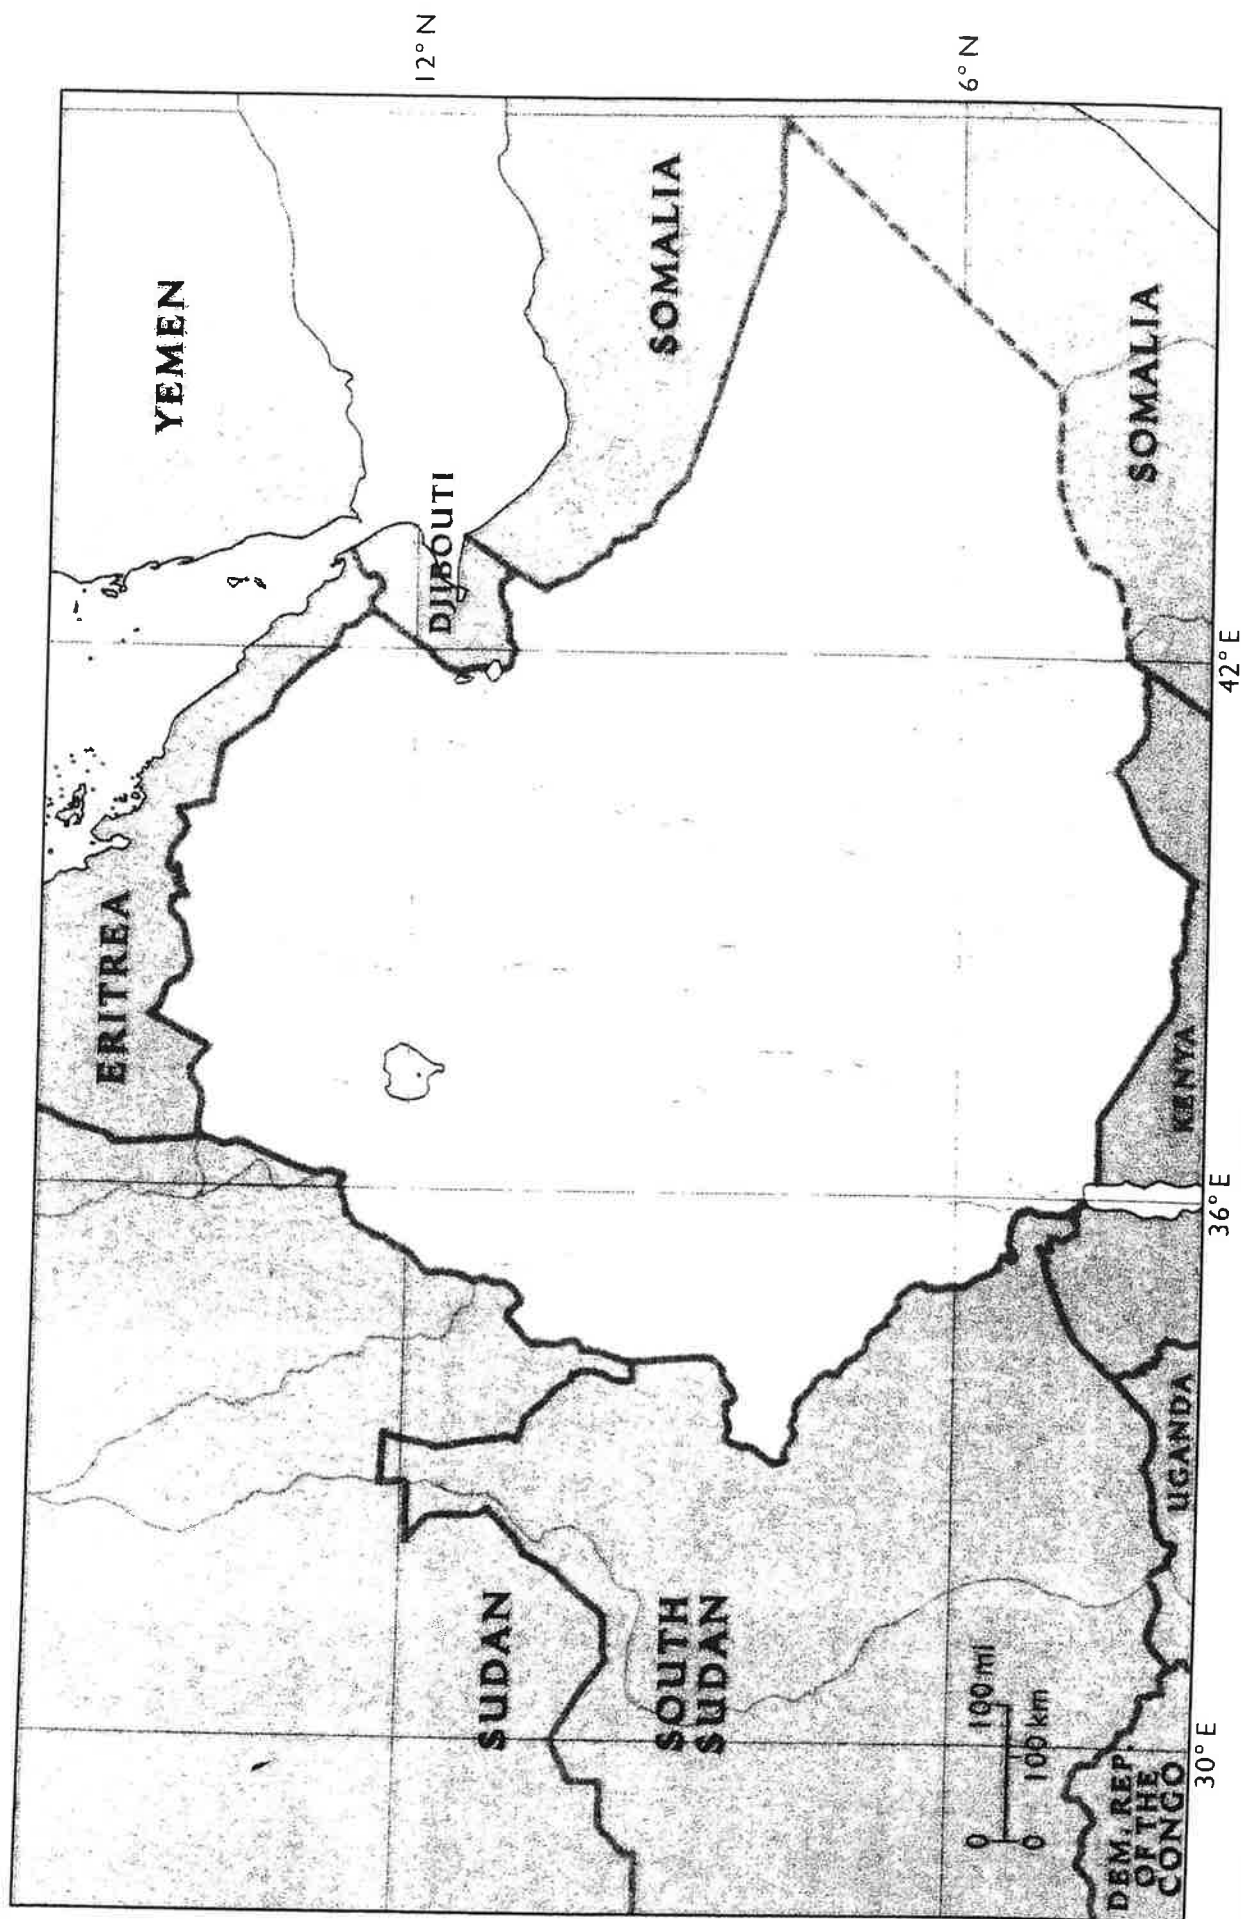 YEMEN
ERITREA
12° N
DJIBOUTI
SOMALIA
SUDAN
SOUTH
SUDAN
6° N
0 100 mi
0 100 km
SOMALIA
KENYA
UGANDA
DEM. REP.
OF THE
CONGO
30° E
36° E
42° E